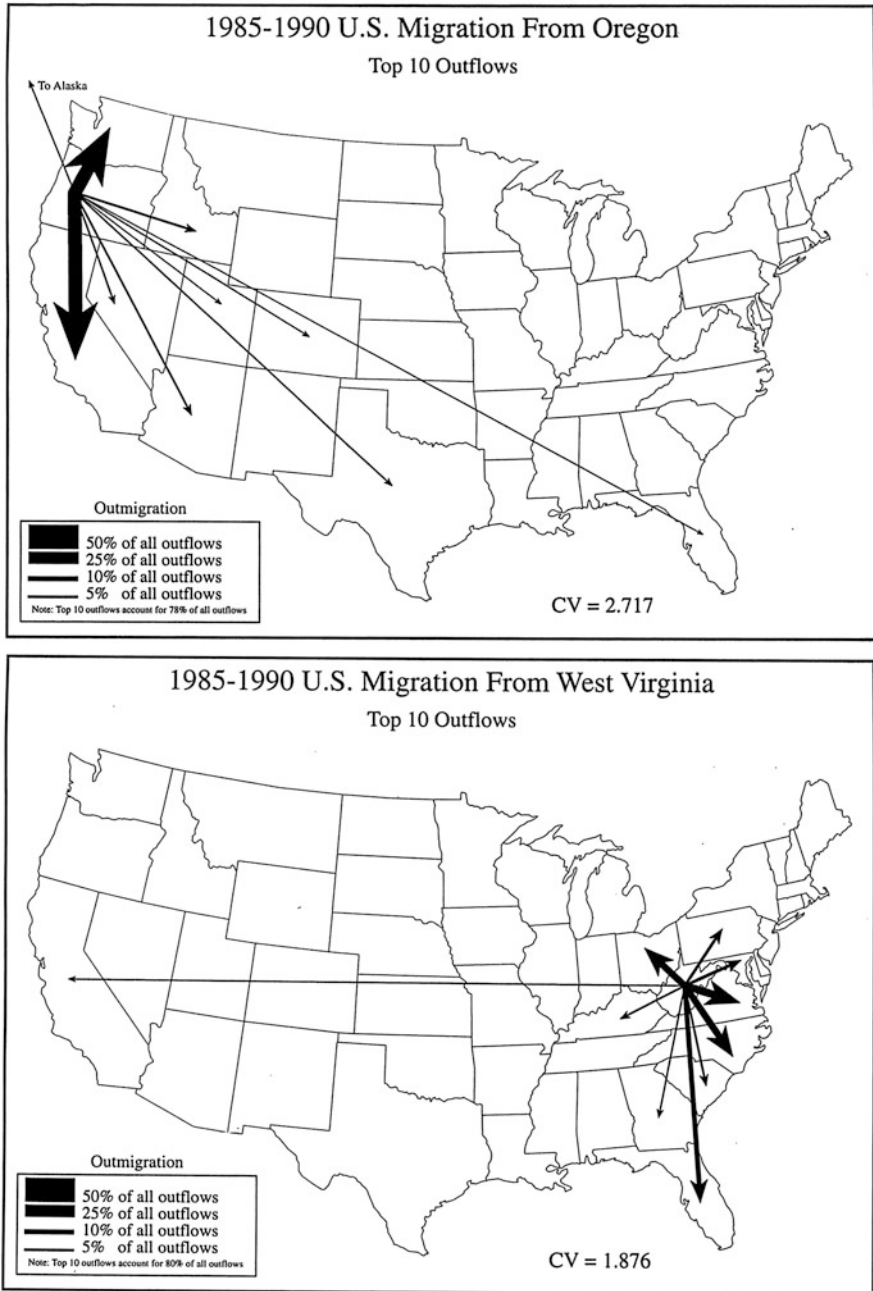 1985-1990 U.S. Migration From Oregon
Top 10 Outflows
To Alaska
Outmigration
50% of all outflows
25% of all outflows
10% of all outflows
5% of all outflows
Note: Top 10 outflows account for 78% of all outflows
CV = 2.717
1985-1990 U.S. Migration From West Virginia
Top 10 Outflows
Outmigration
50% of all outflows
25% of all outflows
10% of all outflows
5% of all outflows
Note: Top 10 outflows account for 80% of all outflows
CV = 1.876